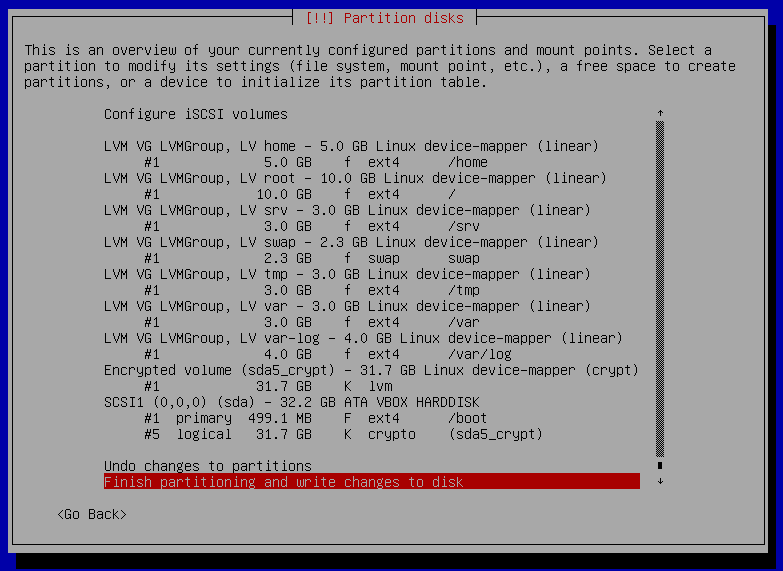 [!!] Partition disks
This is an overview of your currently configured partitions and mount points. Select a
partition to modify its settings (file system, mount point, etc.), a free space to create
partitions, or a device to initialize its partition table.
Configure iSCSI volumes
LVM VG LVMGroup, LV home - 5.0 GB Linux device-mapper (linear)
#1 5.0 GB f ext4 /home
LVM VG LVMGroup, LV root - 10.0 GB Linux device-mapper (linear)
#1 10.0 GB f ext4 /
LVM VG LVMGroup, LV srv - 3.0 GB Linux device-mapper (linear)
#1 3.0 GB f ext4 /srv
LVM VG LVMGroup, LV swap - 2.3 GB Linux device-mapper (linear)
#1 2.3 GB f swap swap
LVM VG LVMGroup, LV tmp - 3.0 GB Linux device-mapper (linear)
#1 3.0 GB f ext4 /tmp
LVM VG LVMGroup, LV var - 3.0 GB Linux device-mapper (linear)
#1 3.0 GB f ext4 /var
LVM VG LVMGroup, LV var-log - 4.0 GB Linux device-mapper (linear)
#1 4.0 GB f ext4 /var/log
Encrypted volume (sda5_crypt) - 31.7 GB Linux device-mapper (crypt)
#1 31.7 GB K lvm
SCSI1 (0,0,0) (sda) - 32.2 GB ATA VBOX HARDDISK
#1 primary 499.1 MB F ext4 /boot
#5 logical 31.7 GB K crypto (sda5_crypt)
Undo changes to partitions
Finish partitioning and write changes to disk
<Go Back>